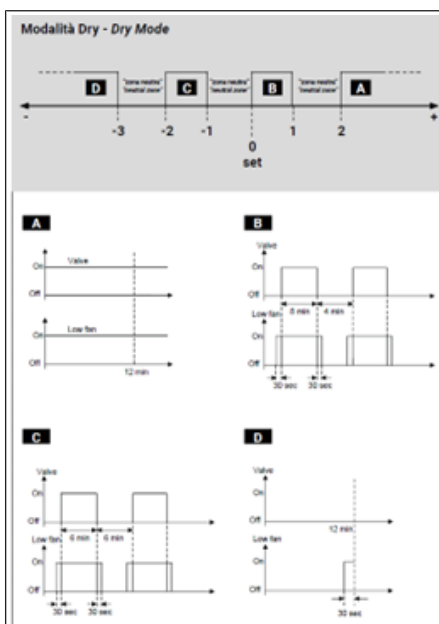 Modalità Dry - Dry Mode
D "zona neutra" C "zona neutra" B "zona neutra" A
"neutral zone" "neutral zone" "neutral zone"
- +
-3 -2 -1 0 1 2
set
A
Valve
On
Off
Low fan
On
Off
12 min
B
Valve
On
Off
8 min 4 min
Low fan
On
Off
30 sec 30 sec
C
Valve
On
Off
6 min 6 min
Low fan
On
Off
30 sec 30 sec
D
Valve
On
Off
12 min
Low fan
On
Off
30 sec